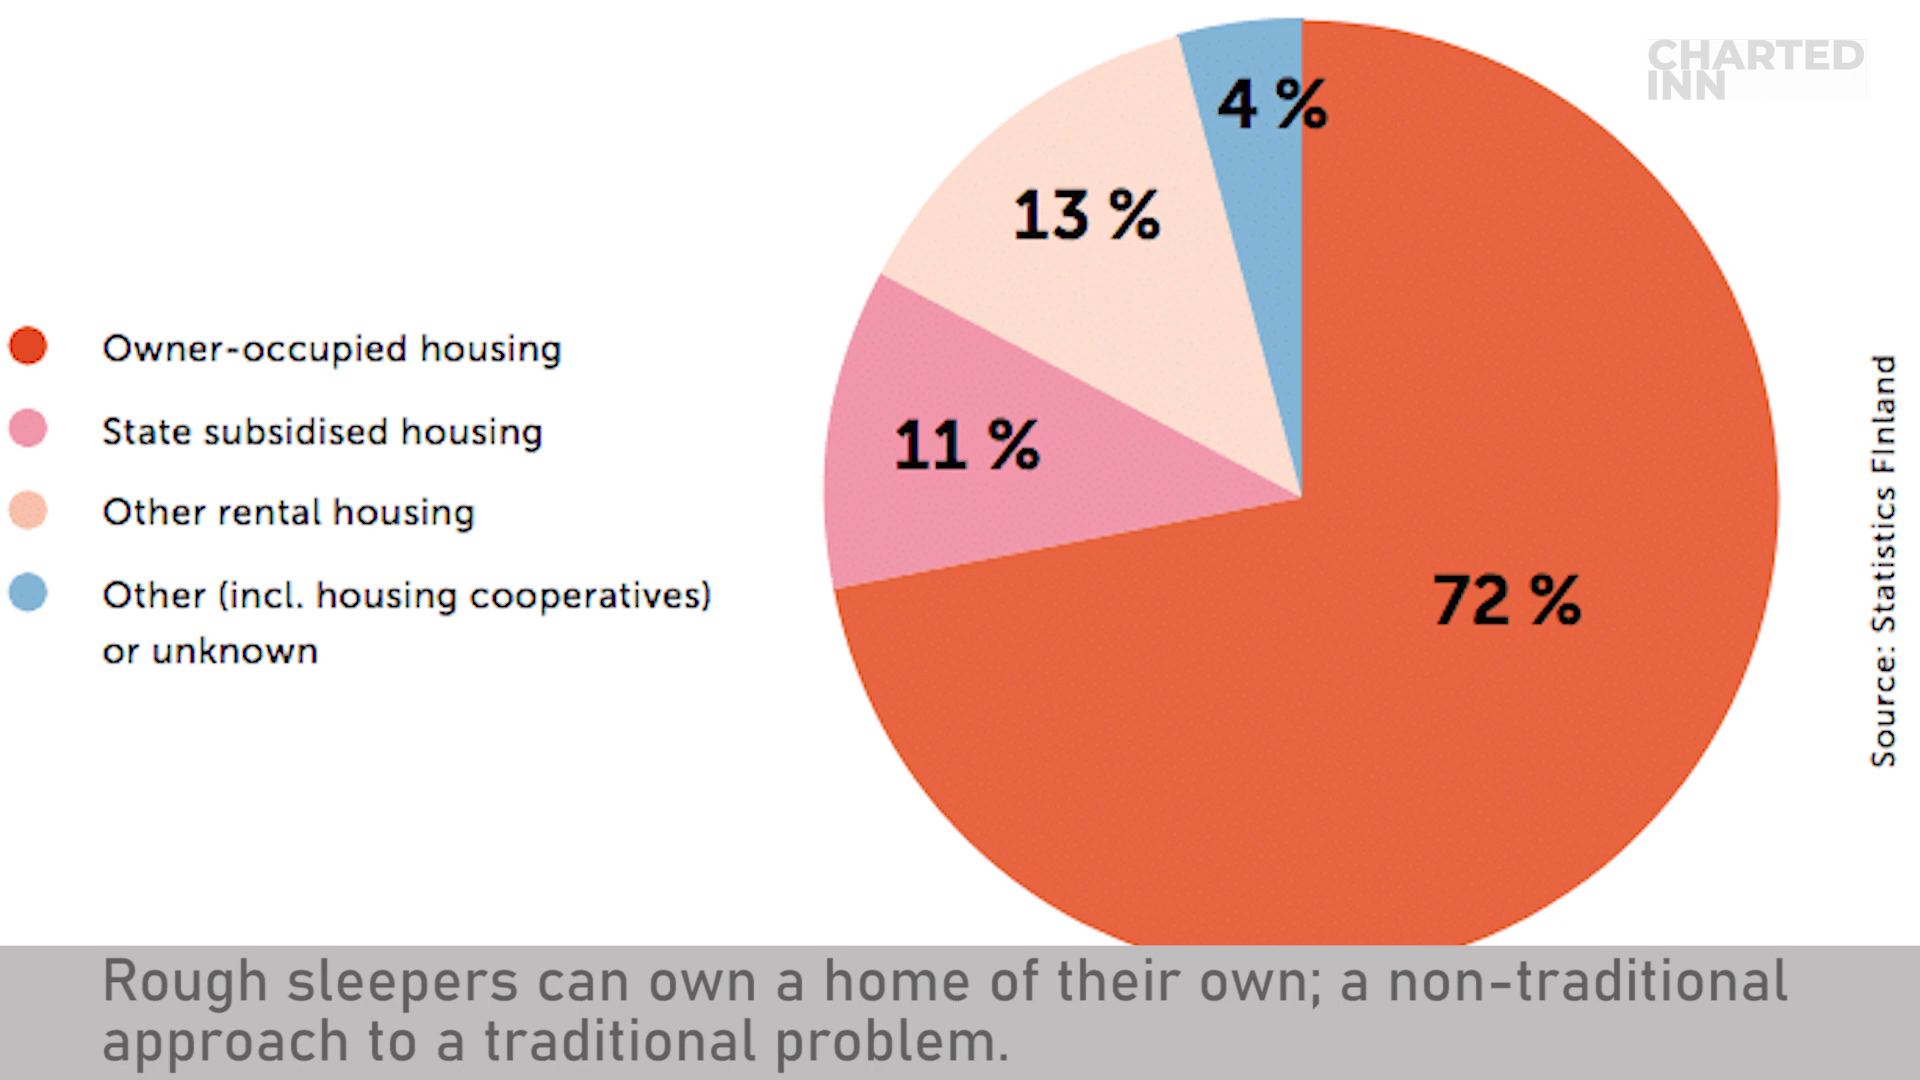 CHARTED
INN
4 %
13 %
11 %
72 %
Owner-occupied housing
State subsidised housing
Other rental housing
Other (incl. housing cooperatives)
or unknown
Source: Statistics FInland
Rough sleepers can own a home of their own; a non-traditional
approach to a traditional problem.